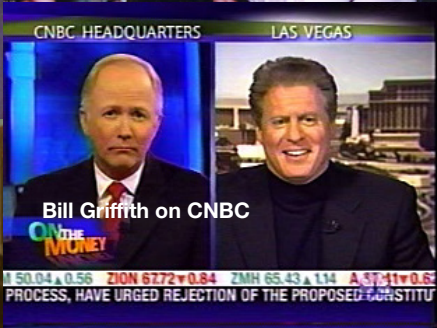 CNBC HEADQUARTERS LAS VEGAS
Bill Griffith on CNBC
ON THE MONEY
M 50.04▲0.56 ZION 67.72▼0.84 ZMH 65.43▲1.14 A
PROCESS, HAVE URGED REJECTION OF THE PROPOSED CONSTITU